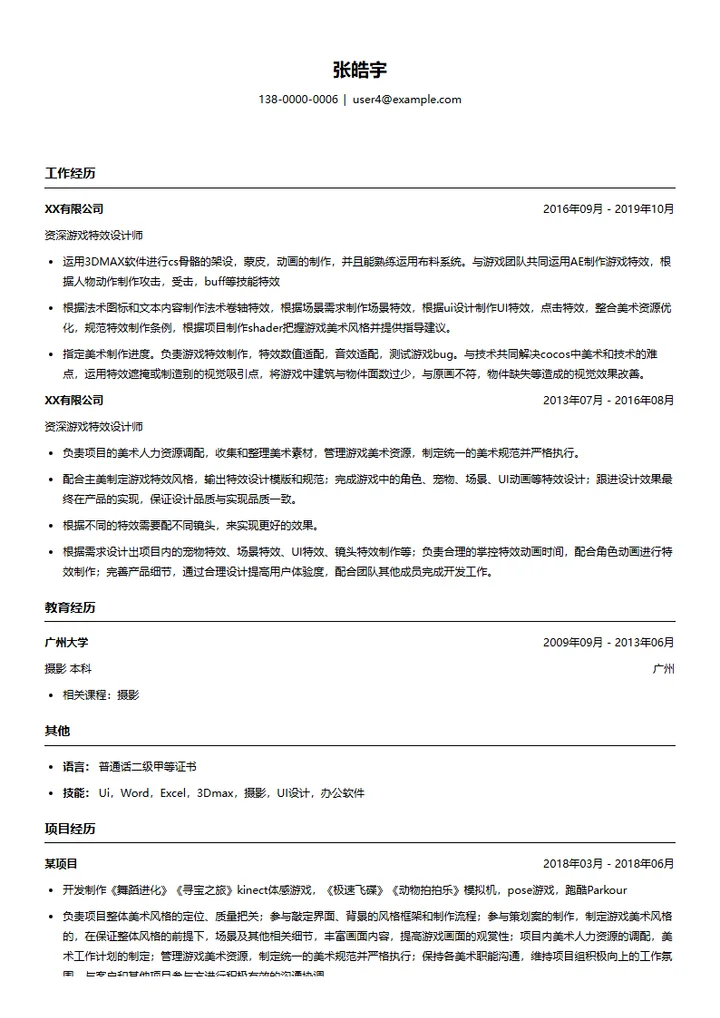 张皓宇
138-0000-0006 | user4@example.com
工作经历
XX有限公司 2016年09月 - 2019年10月
资深游戏特效设计师
• 运用3DMAX软件进行cs骨骼的架设，蒙皮，动画的制作，并且能熟练运用布料系统。与游戏团队共同运用AE制作游戏特效，根
据人物动作制作攻击，受击，buff等技能特效
• 根据法术图标和文本内容制作法术卷轴特效，根据场景需求制作场景特效，根据ui设计制作UI特效，点击特效，整合美术资源优
化，规范特效制作条例，根据项目制作shader把握游戏美术风格并提供指导建议。
• 指定美术制作进度。负责游戏特效制作，特效数值适配，音效适配，测试游戏bug。与技术共同解决cocos中美术和技术的难
点，运用特效遮掩或制造别的视觉吸引点，将游戏中建筑与物件面数过少，与原画不符，物件缺失等造成的视觉效果改善。
XX有限公司 2013年07月 - 2016年08月
资深游戏特效设计师
• 负责项目的美术人力资源调配，收集和整理美术素材，管理游戏美术资源，制定统一的美术规范并严格执行。
• 配合主美制定游戏特效风格，输出特效设计模版和规范；完成游戏中的角色、宠物、场景、UI动画等特效设计；跟进设计效果最
终在产品的实现，保证设计品质与实现品质一致。
• 根据不同的特效需要配不同镜头，来实现更好的效果。
• 根据需求设计出项目内的宠物特效、场景特效、UI特效、镜头特效制作等；负责合理的掌控特效动画时间，配合角色动画进行特
效制作；完善产品细节，通过合理设计提高用户体验度，配合团队其他成员完成开发工作。
教育经历
广州大学 2009年09月 - 2013年06月
摄影 本科 广州
• 相关课程：摄影
其他
• 语言： 普通话二级甲等证书
• 技能： Ui，Word，Excel，3Dmax，摄影，UI设计，办公软件
项目经历
某项目 2018年03月 - 2018年06月
• 开发制作《舞蹈进化》《寻宝之旅》kinect体感游戏，《极速飞碟》《动物拍拍乐》模拟机，pose游戏，跑酷Parkour
• 负责项目整体美术风格的定位、质量把关；参与敲定界面、背景的风格框架和制作流程；参与策划案的制作，制定游戏美术风格
的，在保证整体风格的前提下，场景及其他相关细节，丰富画面内容，提高游戏画面的观赏性；项目内美术人力资源的调配，美
术工作计划的制定；管理游戏美术资源，制定统一的美术规范并严格执行；保持各美术职能沟通，维持项目组积极向上的工作氛
围，与客户和其他项目参与方进行积极有效的沟通协调